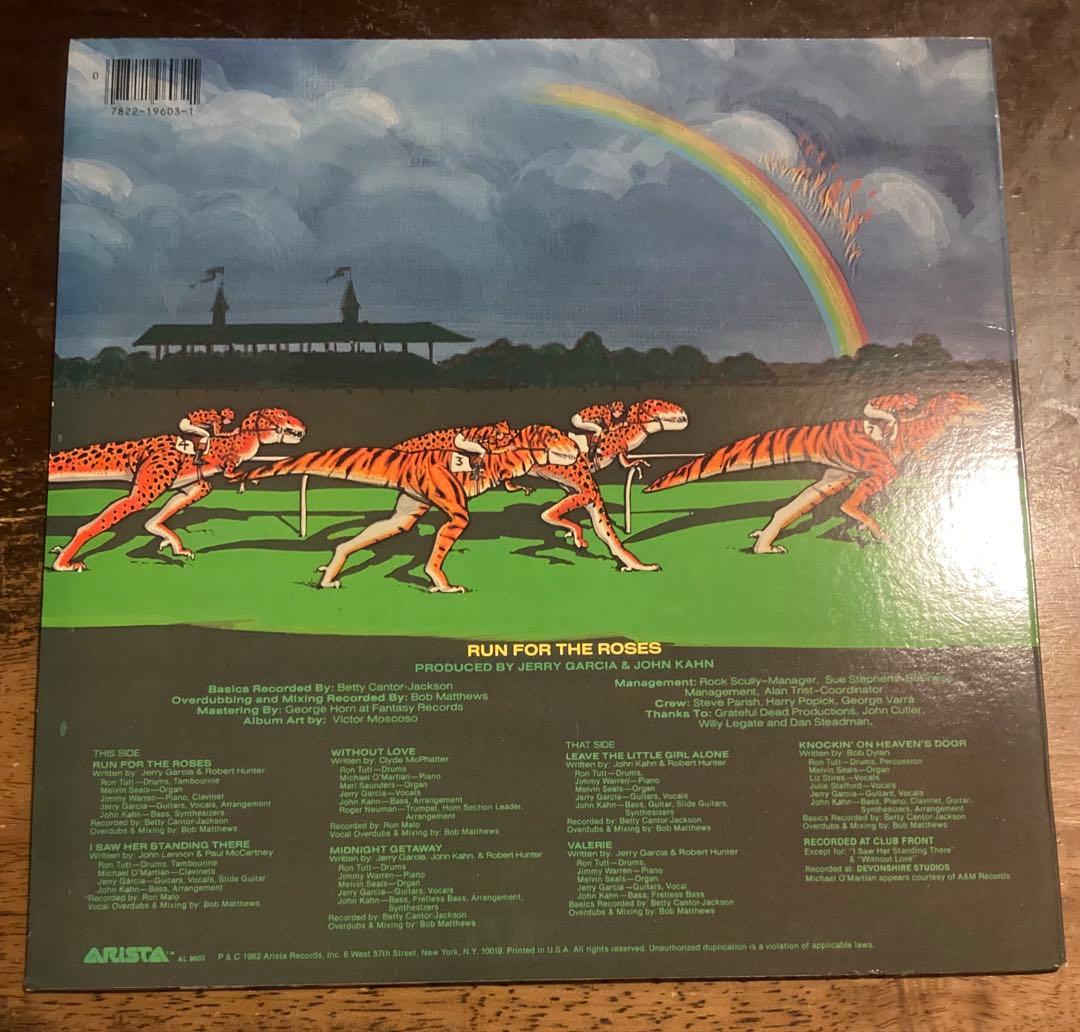 0
7822-19603-1
4
3
7
RUN FOR THE ROSES
PRODUCED BY JERRY GARCIA & JOHN KAHN
Basics Recorded By: Betty Cantor-Jackson
Overdubbing and Mixing Recorded By: Bob Matthews
Mastering By: George Horn at Fantasy Records
Album Art by: Victor Moscoso
Management: Rock Scully–Manager, Sue Stephens–Business
Management, Alan Trist–Coordinator
Crew: Steve Parish, Harry Popick, George Varra
Thanks To: Grateful Dead Productions, John Cutler,
Willy Legate and Dan Steadman.
THIS SIDE
RUN FOR THE ROSES
Written by: Jerry Garcia & Robert Hunter
Ron Tutt—Drums, Tambourine
Melvin Seals—Organ
Jimmy Warren—Piano, Clavinet
Jerry Garcia—Guitars, Vocals, Arrangement
John Kahn—Bass, Synthesizers
Recorded by: Betty Cantor-Jackson
Overdubs & Mixing by: Bob Matthews
I SAW HER STANDING THERE
Written by: John Lennon & Paul McCartney
Ron Tutt—Drums, Tambourine
Michael O'Martian—Clavinets
Jerry Garcia—Guitars, Vocals, Slide Guitar
John Kahn—Bass, Arrangement
Recorded by: Ron Malo
Vocal Overdubs & Mixing by: Bob Matthews
WITHOUT LOVE
Written by: Clyde McPhatter
Ron Tutt—Drums
Michael O'Martian—Piano
Merl Saunders—Organ
Jerry Garcia—Vocals
John Kahn—Bass, Arrangement
Roger Neuman—Trumpet, Horn Section Leader,
Arrangement
Recorded by: Ron Malo
Vocal Overdubs & Mixing by: Bob Matthews
MIDNIGHT GETAWAY
Written by: Jerry Garcia, John Kahn, & Robert Hunter
Ron Tutt—Drums
Jimmy Warren—Piano
Melvin Seals—Organ
Jerry Garcia—Guitars, Vocals
John Kahn—Bass, Fretless Bass, Arrangement,
Synthesizers
Recorded by: Betty Cantor-Jackson
Overdubs & Mixing by: Bob Matthews
THAT SIDE
LEAVE THE LITTLE GIRL ALONE
Written by: John Kahn & Robert Hunter
Ron Tutt—Drums,
Jimmy Warren—Piano
Melvin Seals—Organ
Jerry Garcia—Guitars, Vocals
John Kahn—Bass, Guitar, Slide Guitars,
Synthesizers
Recorded by: Betty Cantor-Jackson
Overdubs & Mixing by: Bob Matthews
VALERIE
Written by: Jerry Garcia & Robert Hunter
Ron Tutt—Drums,
Jimmy Warren—Piano
Melvin Seals—Organ
Jerry Garcia—Guitars, Vocal
John Kahn—Bass, Fretless Bass
Basics Recorded by: Betty Cantor-Jackson
Overdubs & Mixing by: Bob Matthews
KNOCKIN' ON HEAVEN'S DOOR
Written by: Bob Dylan
Ron Tutt—Drums, Percussion
Melvin Seals—Organ
Liz Stires—Vocals
Julie Stafford—Vocals
Jerry Garcia—Guitars, Vocals
John Kahn—Bass, Piano, Clavinet, Guitar,
Synthesizers, Arrangement
Basics Recorded by: Betty Cantor-Jackson
Overdubs & Mixing by: Bob Matthews
RECORDED AT CLUB FRONT
Except for: "I Saw Her Standing There"
& "Without Love"
Recorded at: DEVONSHIRE STUDIOS
Michael O'Martian appears courtesy of A&M Records
ARISTA™ AL 9603 P & C 1982 Arista Records, Inc. 6 West 57th Street, New York, N.Y. 10019. Printed in U.S.A. All rights reserved. Unauthorized duplication is a violation of applicable laws.